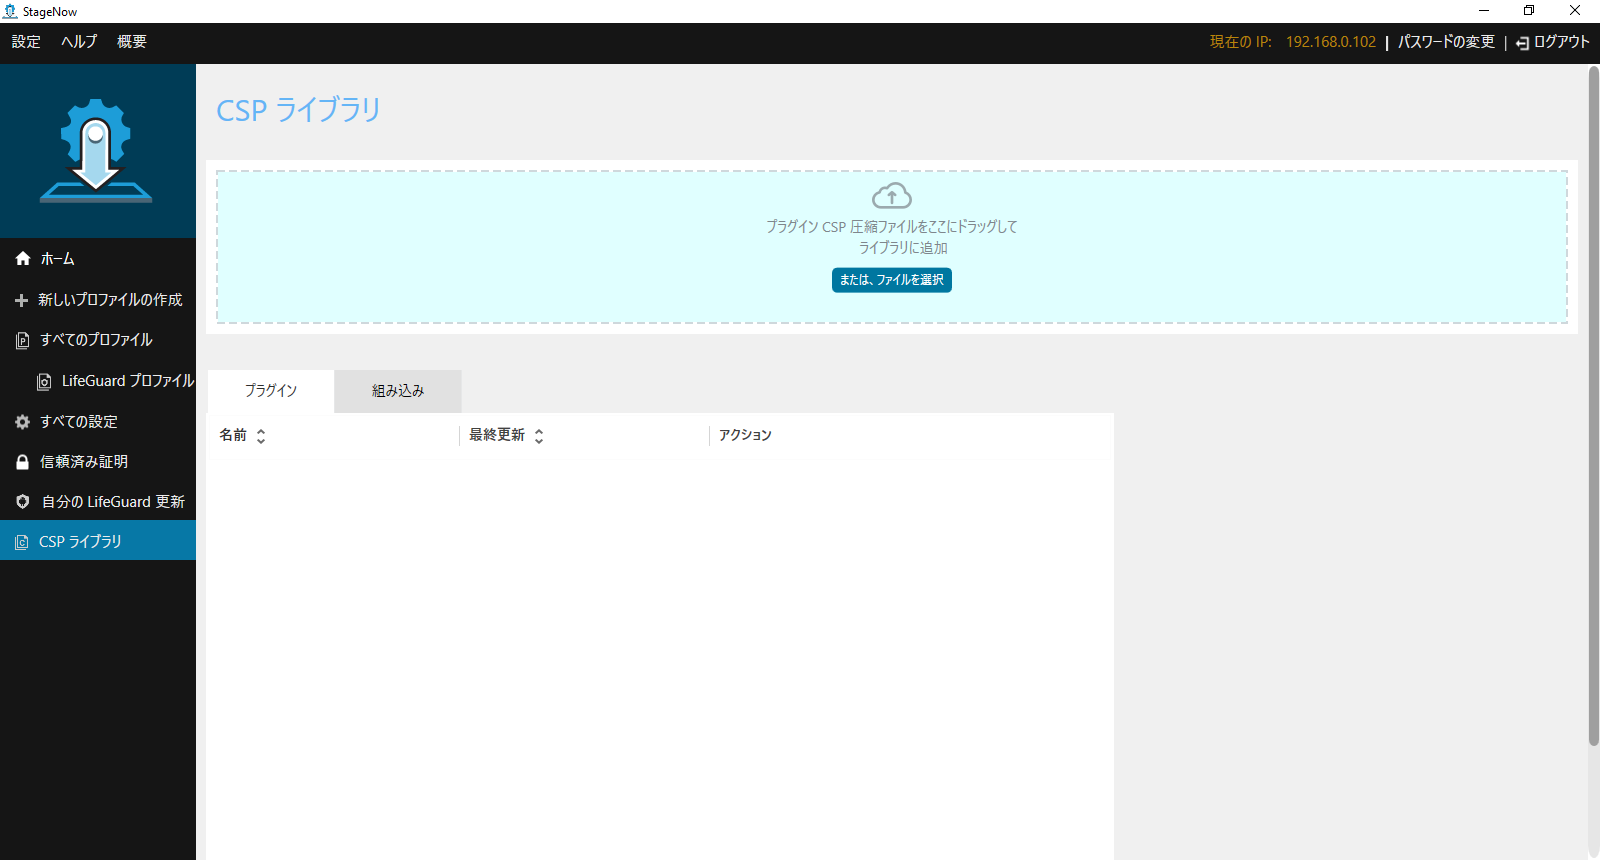 StageNow
設定 ヘルプ 概要
現在の IP: 192.168.0.102 | パスワードの変更 | ログアウト
CSP ライブラリ
プラグイン CSP 圧縮ファイルをここにドラッグして
ライブラリに追加
または、ファイルを選択
ホーム
新しいプロファイルの作成
すべてのプロファイル
LifeGuard プロファイル
すべての設定
信頼済み証明
自分の LifeGuard 更新
CSP ライブラリ
プラグイン 組み込み
名前 最終更新 アクション